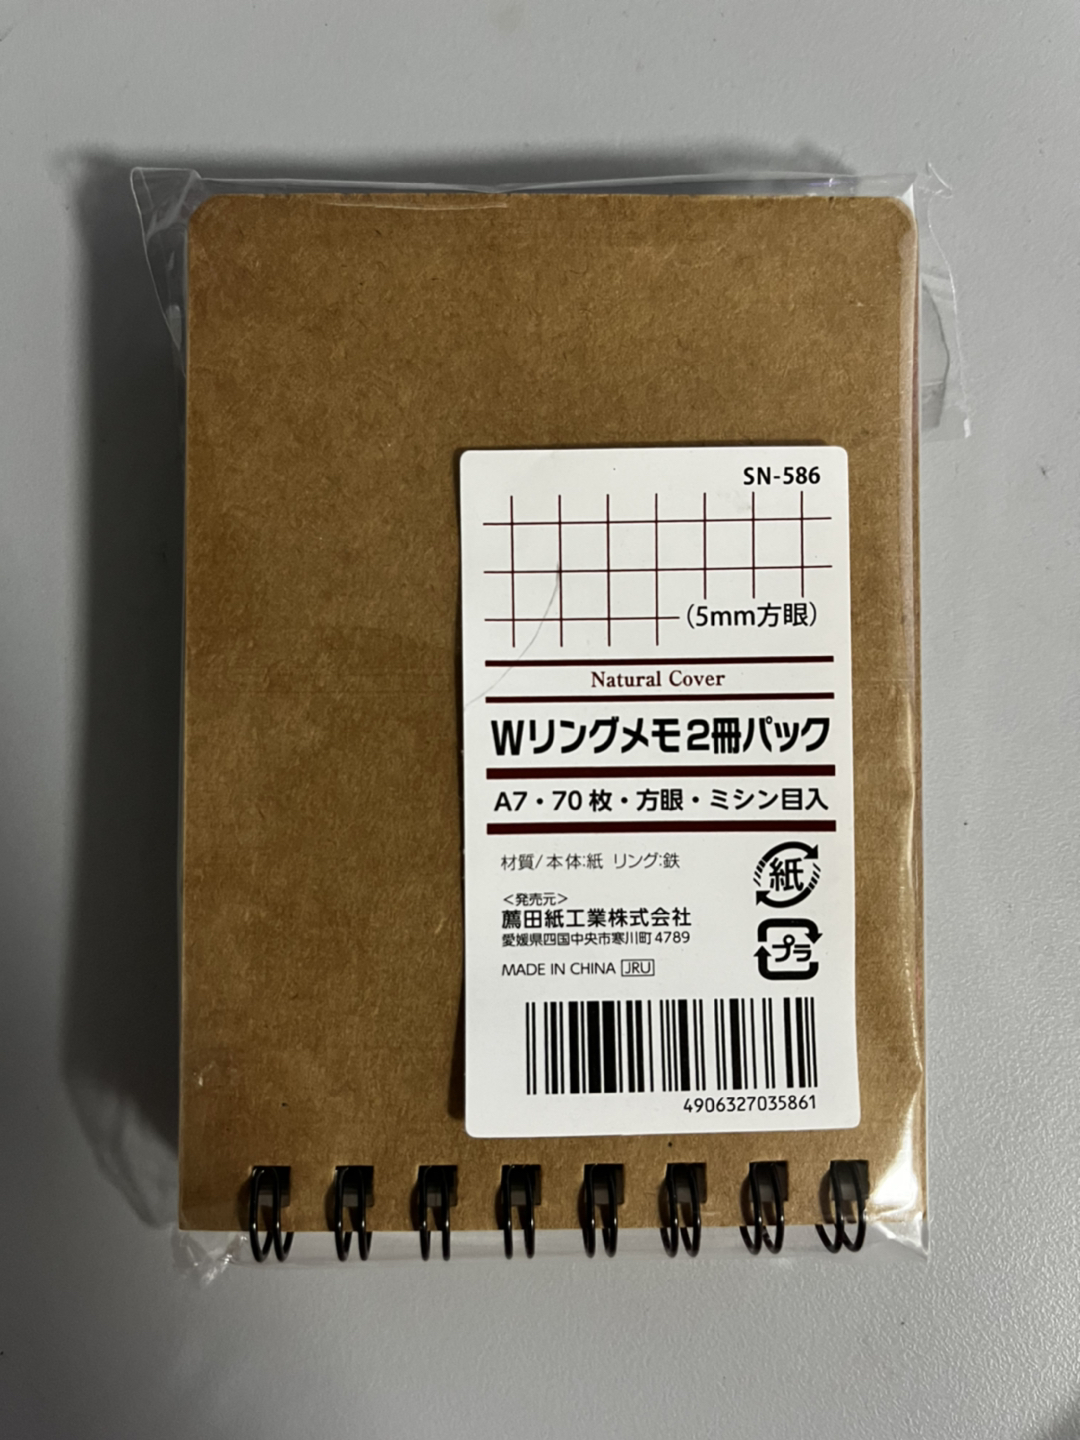 SN-586
(5mm方眼)
Natural Cover
Wリングメモ2冊パック
A7・70枚・方眼・ミシン目入
材質/本体:紙 リング:鉄
紙
<発売元>
薦田紙工業株式会社
愛媛県四国中央市寒川町4789
プラ
MADE IN CHINA JRU
4906327035861